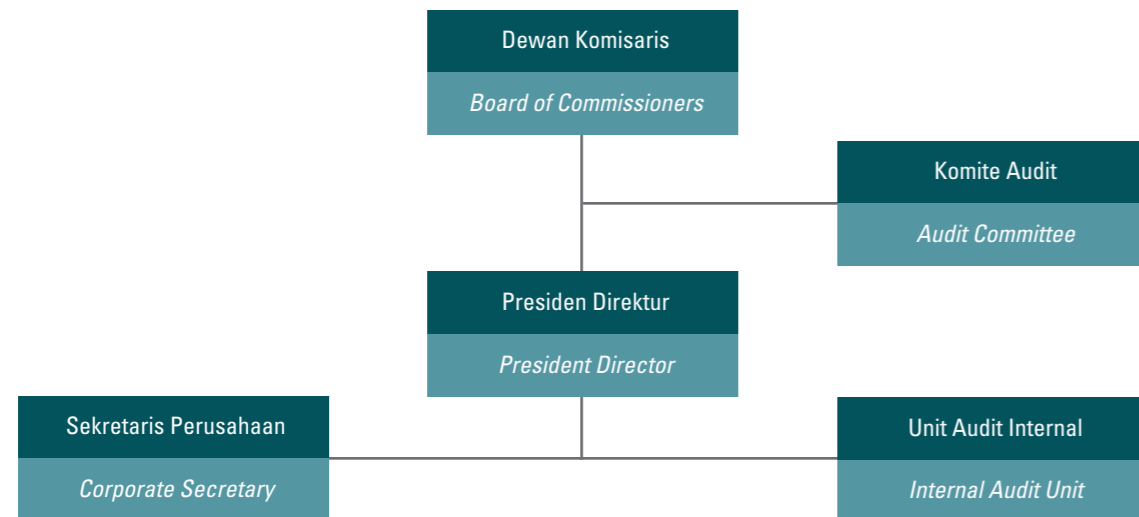 Dewan Komisaris
Board of Commissioners
Komite Audit
Audit Committee
Presiden Direktur
President Director
Sekretaris Perusahaan
Corporate Secretary
Unit Audit Internal
Internal Audit Unit